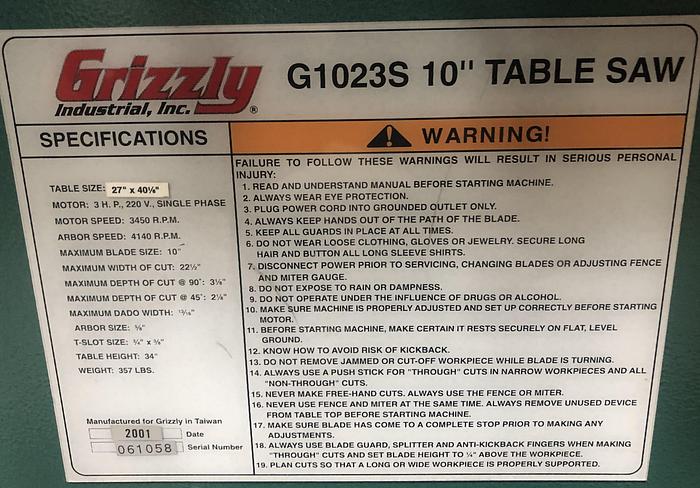 Grizzly
Industrial, Inc. ®
G1023S 10" TABLE SAW
SPECIFICATIONS
TABLE SIZE: 27" x 40⅛"
MOTOR: 3 H. P., 220 V., SINGLE PHASE
MOTOR SPEED: 3450 R.P.M.
ARBOR SPEED: 4140 R.P.M.
MAXIMUM BLADE SIZE: 10"
MAXIMUM WIDTH OF CUT: 22½"
MAXIMUM DEPTH OF CUT @ 90˚: 3⅛"
MAXIMUM DEPTH OF CUT @ 45˚: 2¼"
MAXIMUM DADO WIDTH: 13/16"
ARBOR SIZE: ⅝"
T-SLOT SIZE: ¾" x ⅜"
TABLE HEIGHT: 34"
WEIGHT: 357 LBS.
Manufactured for Grizzly in Taiwan
2001 Date
061058 Serial Number
WARNING!
FAILURE TO FOLLOW THESE WARNINGS WILL RESULT IN SERIOUS PERSONAL
INJURY:
1. READ AND UNDERSTAND MANUAL BEFORE STARTING MACHINE.
2. ALWAYS WEAR EYE PROTECTION.
3. PLUG POWER CORD INTO GROUNDED OUTLET ONLY.
4. ALWAYS KEEP HANDS OUT OF THE PATH OF THE BLADE.
5. KEEP ALL GUARDS IN PLACE AT ALL TIMES.
6. DO NOT WEAR LOOSE CLOTHING, GLOVES OR JEWELRY. SECURE LONG
HAIR AND BUTTON ALL LONG SLEEVE SHIRTS.
7. DISCONNECT POWER PRIOR TO SERVICING, CHANGING BLADES OR ADJUSTING FENCE
AND MITER GAUGE.
8. DO NOT EXPOSE TO RAIN OR DAMPNESS.
9. DO NOT OPERATE UNDER THE INFLUENCE OF DRUGS OR ALCOHOL.
10. MAKE SURE MACHINE IS PROPERLY ADJUSTED AND SET UP CORRECTLY BEFORE STARTING
MOTOR.
11. BEFORE STARTING MACHINE, MAKE CERTAIN IT RESTS SECURELY ON FLAT, LEVEL
GROUND.
12. KNOW HOW TO AVOID RISK OF KICKBACK.
13. DO NOT REMOVE JAMMED OR CUT-OFF WORKPIECE WHILE BLADE IS TURNING.
14. ALWAYS USE A PUSH STICK FOR "THROUGH" CUTS IN NARROW WORKPIECES AND ALL
"NON-THROUGH" CUTS.
15. NEVER MAKE FREE-HAND CUTS. ALWAYS USE THE FENCE OR MITER.
16. NEVER USE FENCE AND MITER AT THE SAME TIME. ALWAYS REMOVE UNUSED DEVICE
FROM TABLE TOP BEFORE STARTING MACHINE.
17. MAKE SURE BLADE HAS COME TO A COMPLETE STOP PRIOR TO MAKING ANY
ADJUSTMENTS.
18. ALWAYS USE BLADE GUARD, SPLITTER AND ANTI-KICKBACK FINGERS WHEN MAKING
"THROUGH" CUTS AND SET BLADE HEIGHT TO ¼" ABOVE THE WORKPIECE.
19. PLAN CUTS SO THAT A LONG OR WIDE WORKPIECE IS PROPERLY SUPPORTED.